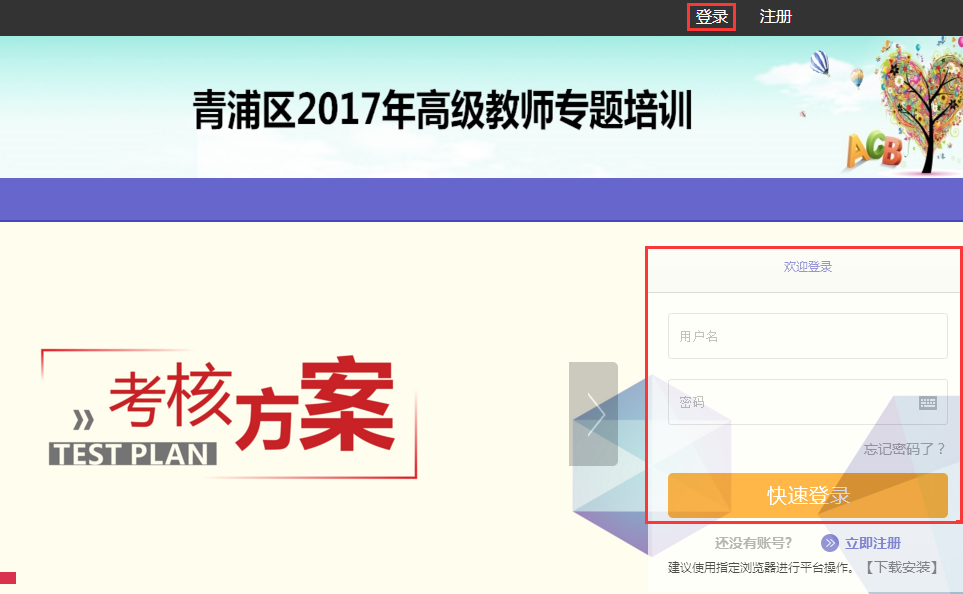 登录 注册
青浦区2017年高级教师专题培训
ACB
欢迎登录
用户名
考核方案
密码
TEST PLAN
忘记密码了？
快速登录
还没有账号? 立即注册
建议使用指定浏览器进行平台操作。【下载安装】